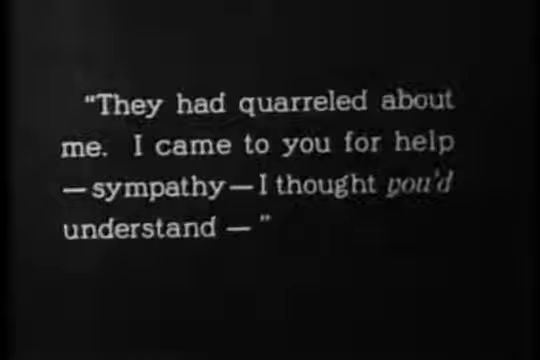 “They had quarreled about
me. I came to you for help
—sympathy—I thought you'd
understand—”